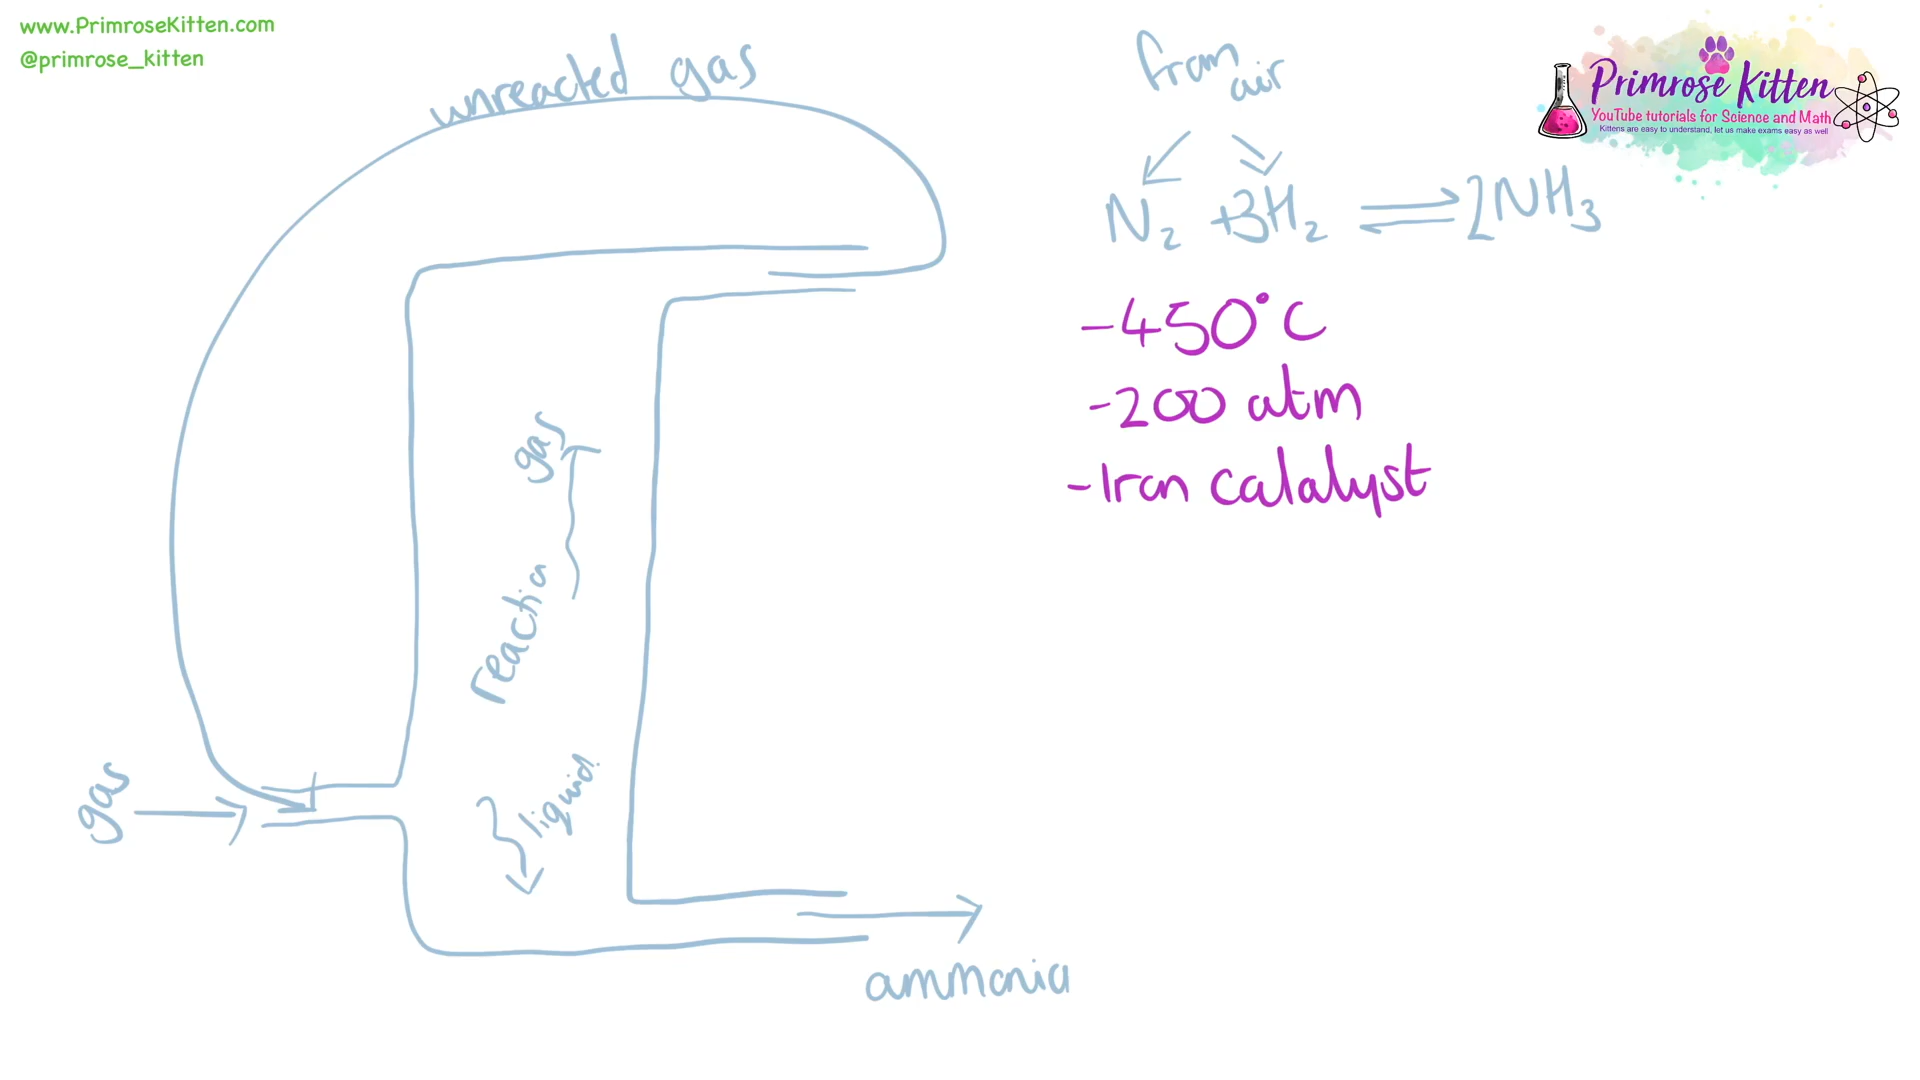 www.PrimroseKitten.com
@primrose_kitten
unreacted gas
from air
Primrose Kitten
YouTube tutorials for Science and Math
Kittens are easy to understand, let us make exams easy as well
N₂ +3H₂ ⇌ 2NH₃
-450°C
-200 atm
-Iron catalyst
gas
reactia
liquid.
gas
ammonia